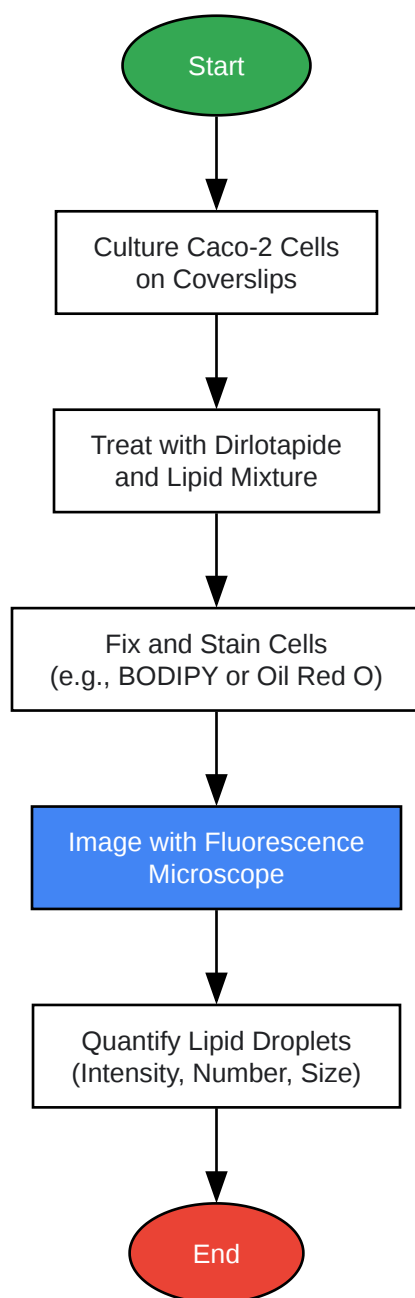 Start
Culture Caco-2 Cells
on Coverslips
Treat with Dirlotapide
and Lipid Mixture
Fix and Stain Cells
(e.g., BODIPY or Oil Red O)
Image with Fluorescence
Microscope
Quantify Lipid Droplets
(Intensity, Number, Size)
End